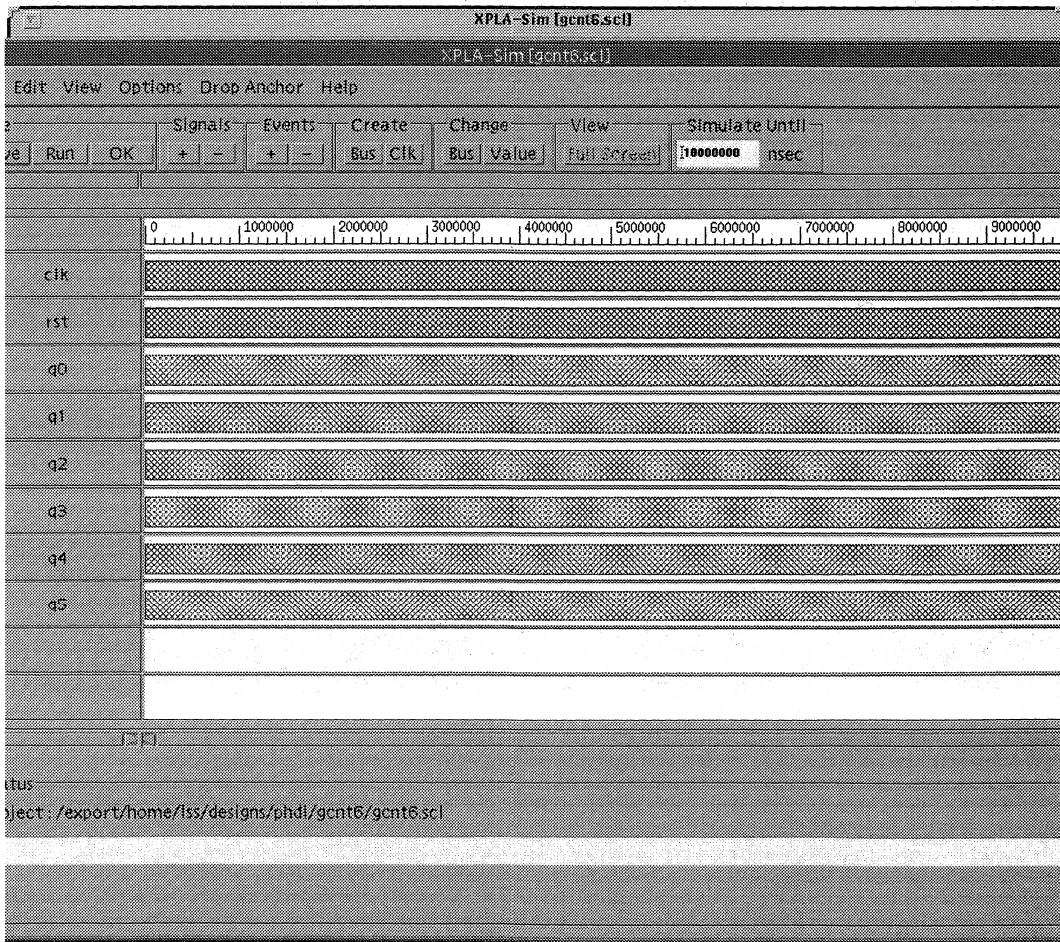 XPLA-Sim [gcnt6.scl]
XPLA-Sim [gcnt6.scl]
Edit View Options Drop Anchor Help
Signals Events Create Change View Simulate Until
ve Run OK + - + - Bus Clk Bus Value Full Screen 10000000 nsec
0 1000000 2000000 3000000 4000000 5000000 6000000 7000000 8000000 9000000
clk
rst
q0
q1
q2
q3
q4
q5
atus
oject : /export/home/iss/designs/phdl/gcnt6/gcnt6.scl